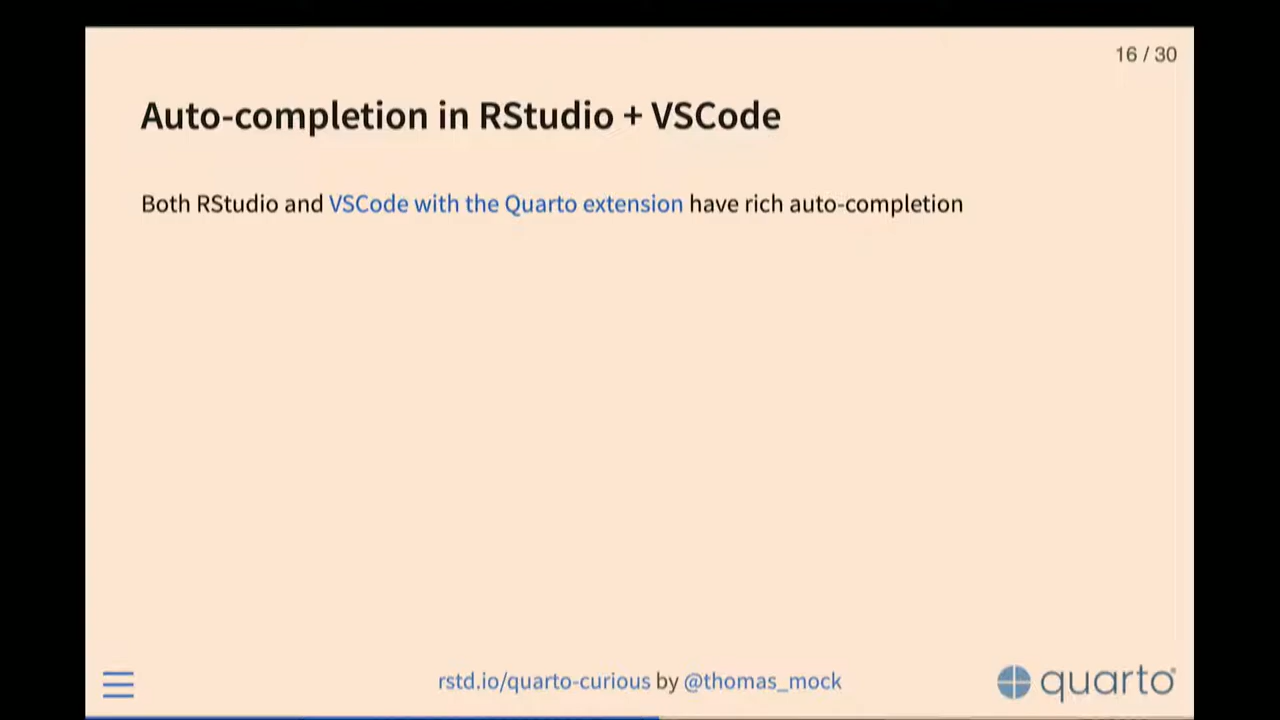 16 / 30
Auto-completion in RStudio + VSCode
Both RStudio and VSCode with the Quarto extension have rich auto-completion
rstd.io/quarto-curious by @thomas_mock
quarto